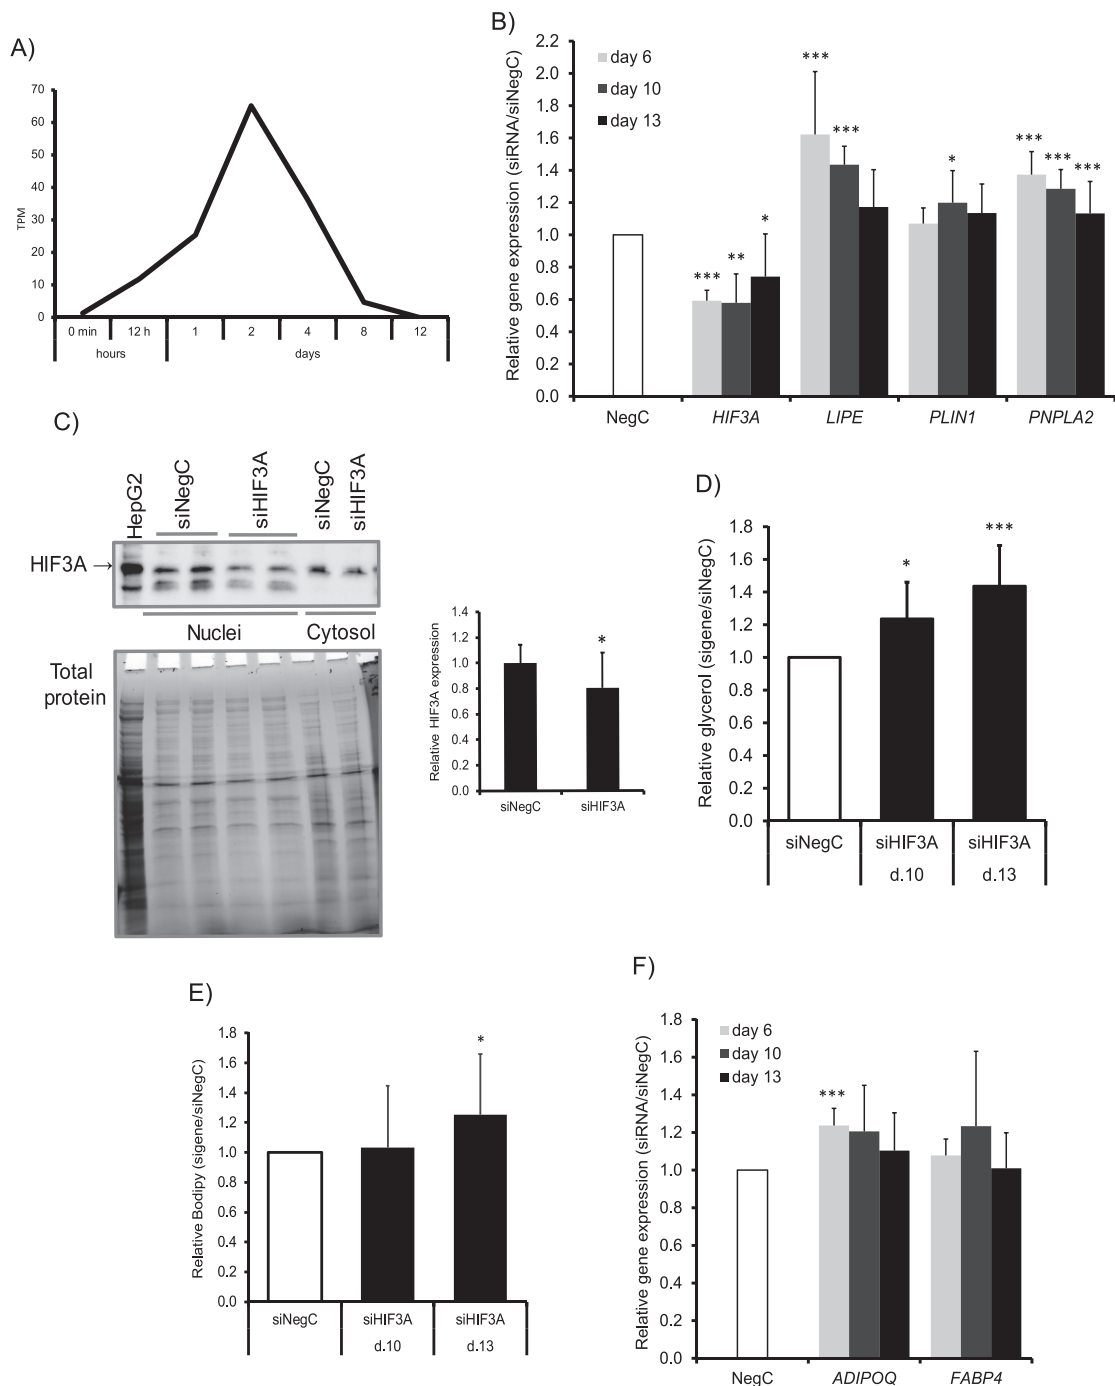 A)
70
60
50
40
30
20
10
0
TPM
0 min 12 h 1 2 4 8 12
hours days
B)
2.2
2.0
1.8
1.6
1.4
1.2
1.0
0.8
0.6
0.4
0.2
0.0
Relative gene expression (siRNA/siNegC)
day 6
day 10
day 13
*** ** *
*** ***
*
*** *** ***
NegC HIF3A LIPE PLIN1 PNPLA2
C)
HepG2 siNegC siHIF3A siNegC siHIF3A
HIF3A →
Nuclei Cytosol
Total
protein
1.4
1.2
1.0
0.8
0.6
0.4
0.2
0.0
Relative HIF3A expression
*
siNegC siHIF3A
D)
1.8
1.6
1.4
1.2
1.0
0.8
0.6
0.4
0.2
0.0
Relative glycerol (sigene/siNegC)
* ***
siNegC siHIF3A siHIF3A
d.10 d.13
E)
1.8
1.6
1.4
1.2
1.0
0.8
0.6
0.4
0.2
0.0
Relative Bodipy (sigene/siNegC)
*
siNegC siHIF3A siHIF3A
d.10 d.13
F)
1.8
1.6
1.4
1.2
1.0
0.8
0.6
0.4
0.2
0.0
Relative gene expression (siRNA/siNegC)
day 6
day 10
day 13
***
NegC ADIPOQ FABP4